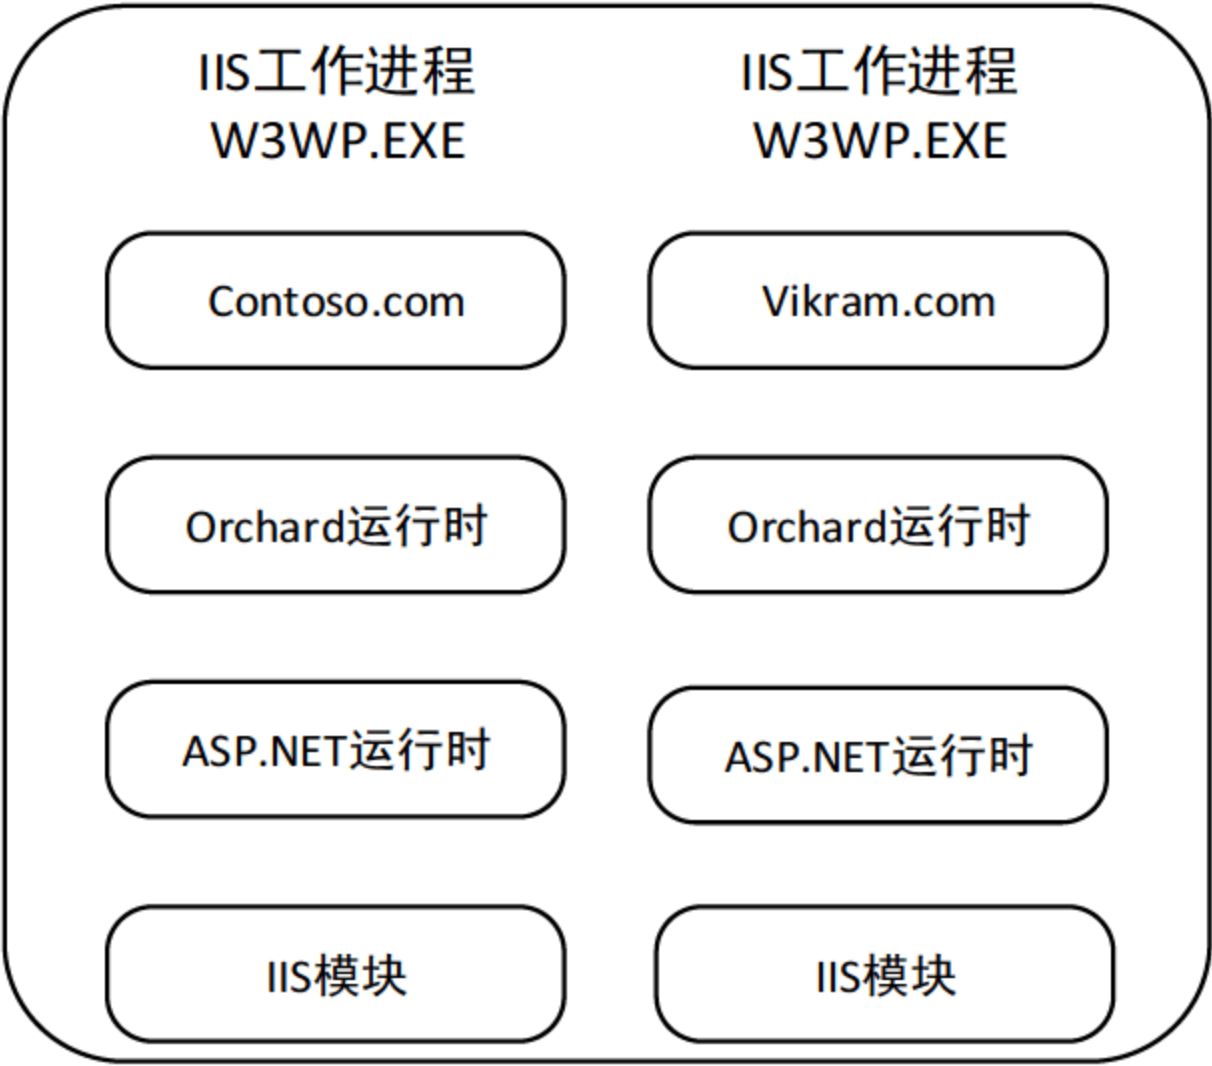 IIS工作进程
W3WP.EXE
IIS工作进程
W3WP.EXE
Contoso.com
Vikram.com
Orchard运行时
Orchard运行时
ASP.NET运行时
ASP.NET运行时
IIS模块
IIS模块